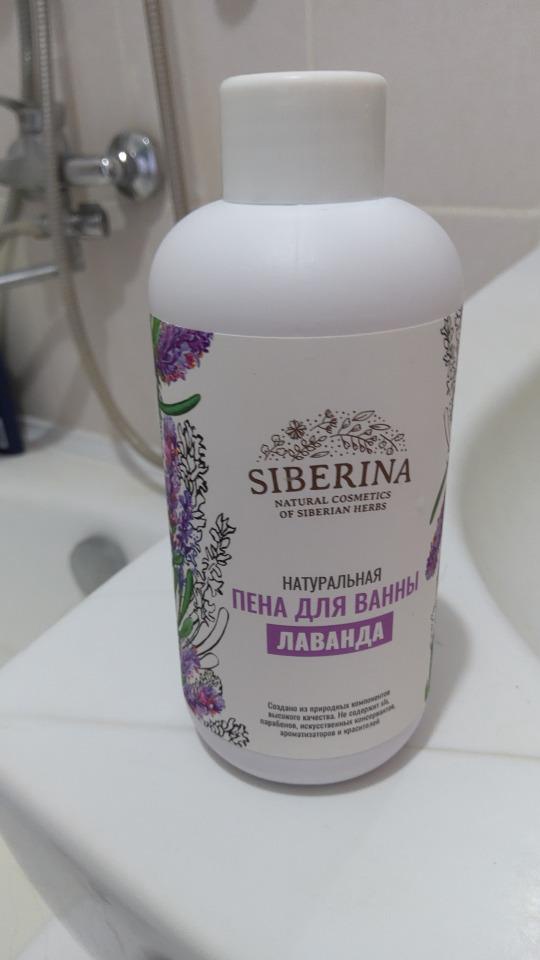 SIBERINA
NATURAL COSMETICS
OF SIBERIAN HERBS
НАТУРАЛЬНАЯ
ПЕНА ДЛЯ ВАННЫ
ЛАВАНДА
Создано из природных компонентов
высокого качества. Не содержит sls,
парабенов, искусственных консервантов,
ароматизаторов и красителей